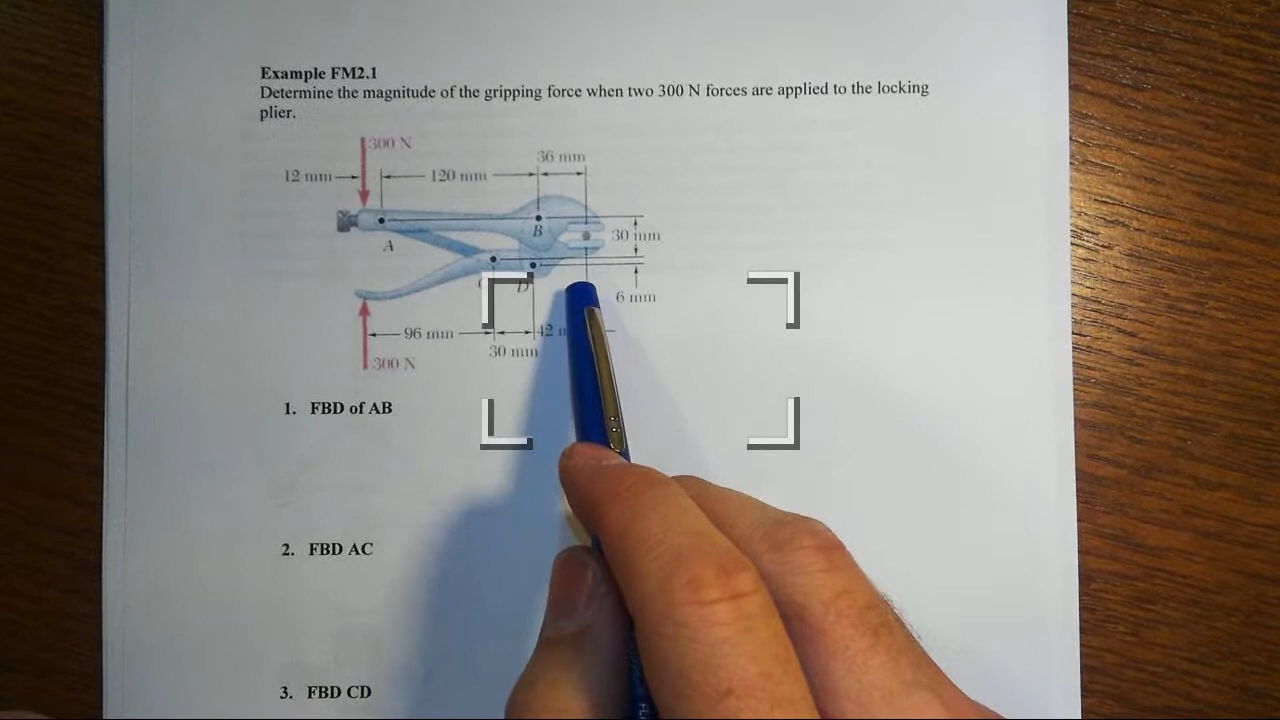 Example FM2.1
Determine the magnitude of the gripping force when two 300 N forces are applied to the locking
plier.
300 N
36 mm
12 mm
120 mm
B
30 mm
A
D
6 mm
96 mm
42
30 mm
300 N
1. FBD of AB
2. FBD AC
3. FBD CD